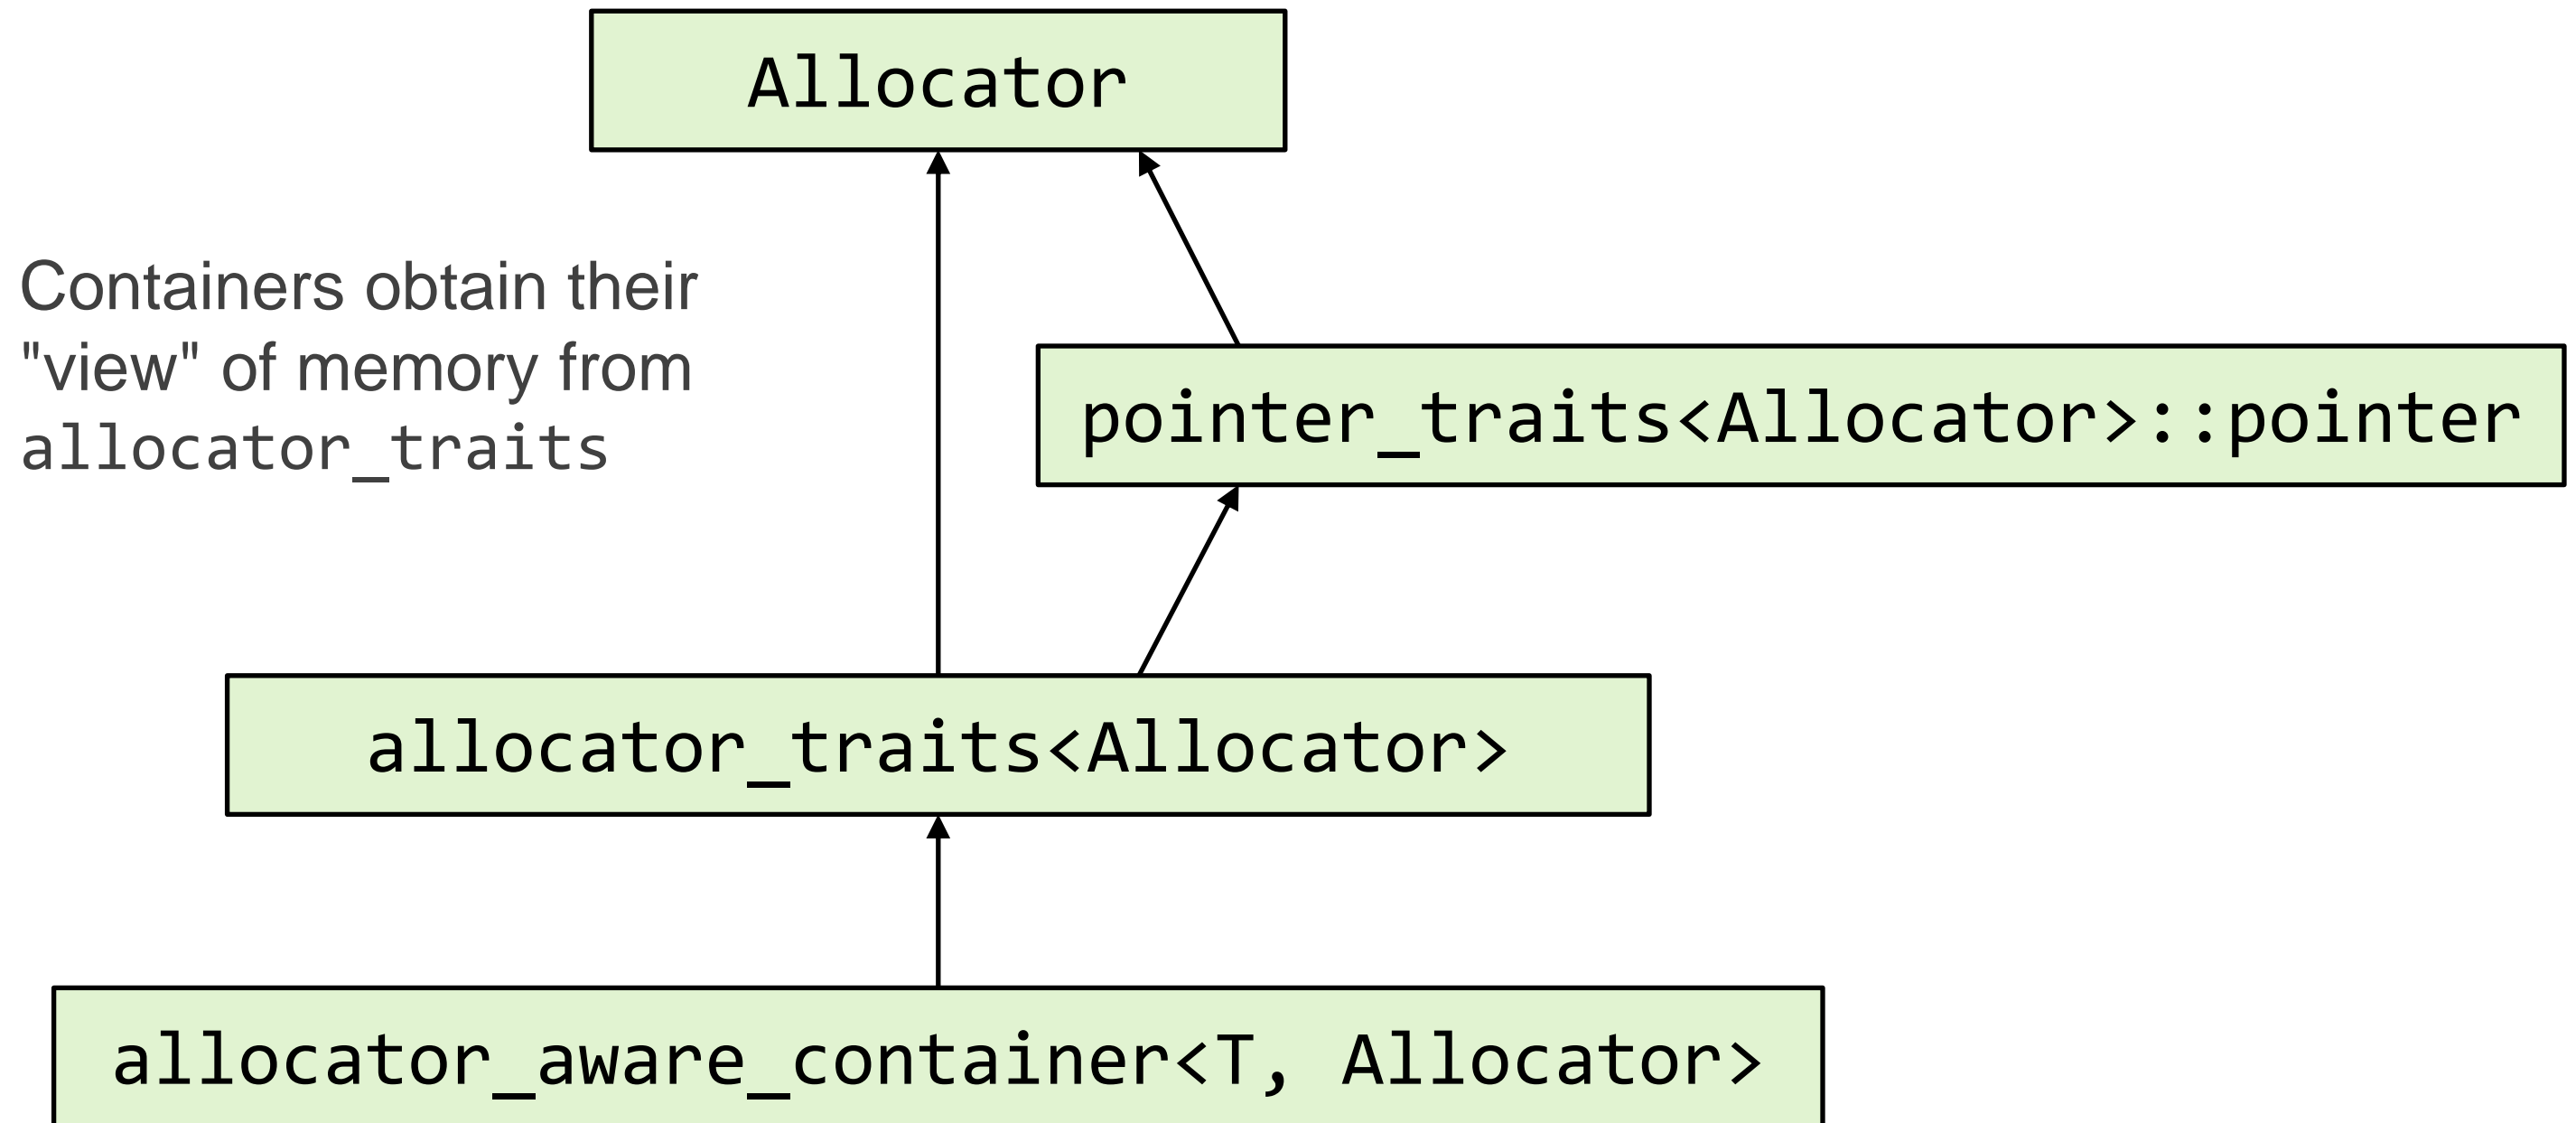 Allocator
Containers obtain their
"view" of memory from
allocator_traits
pointer_traits<Allocator>::pointer
allocator_traits<Allocator>
allocator_aware_container<T, Allocator>